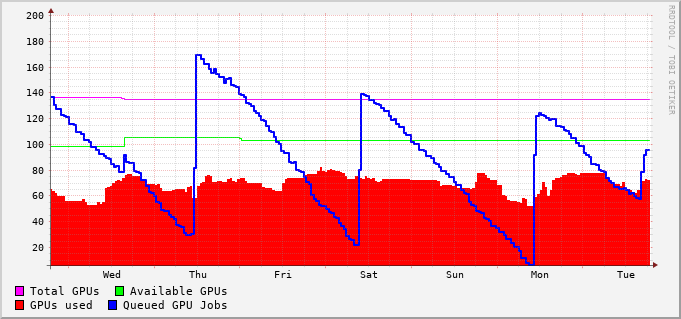 200
180
160
140
120
100
80
60
40
20
Wed Thu Fri Sat Sun Mon Tue
Total GPUs Available GPUs
GPUs used Queued GPU Jobs
RRDTOOL / TOBI OETIKER